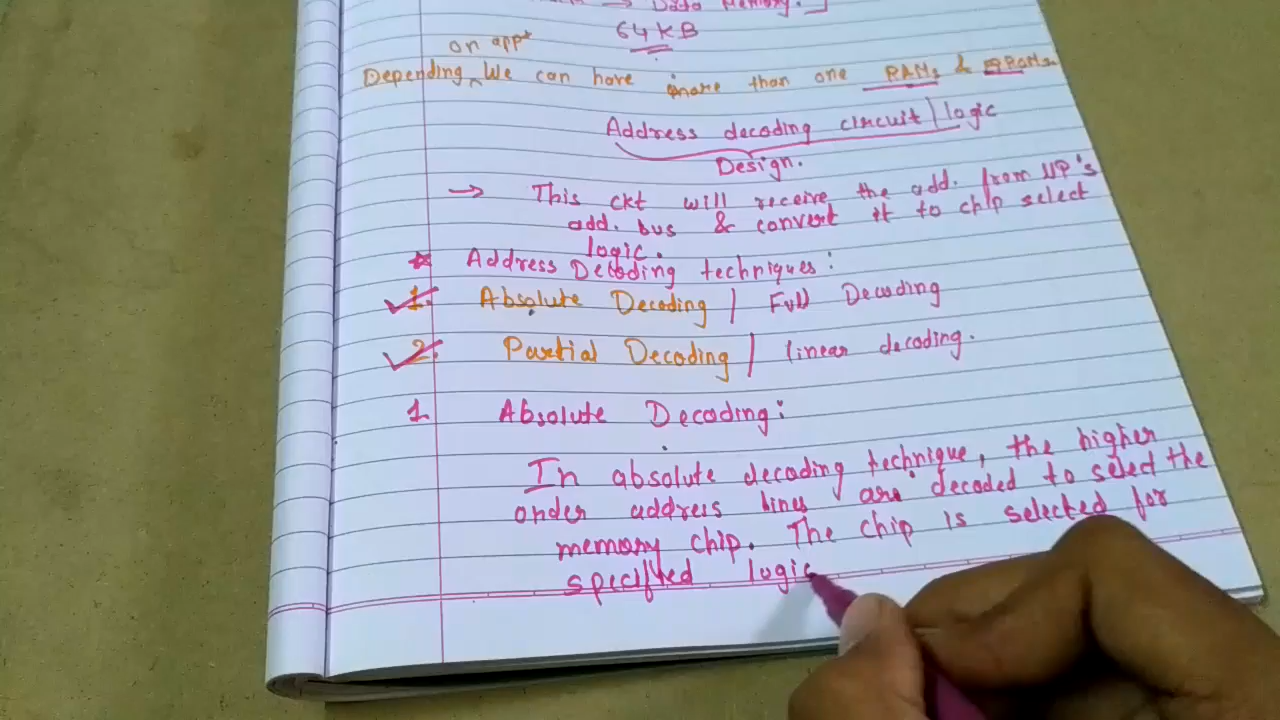 → Data Memory.
64 KB
on appⁿ
Depending We can have more than one RAMs & EPROMs
Address decoding circuit | logic
Design.
→ This ckt will receive the add. from UP's
add. bus & convert it to chip select
logic.
* Address Decoding techniques:
1. Absolute Decoding | Full Decoding
2. Partial Decoding | linear decoding.
1. Absolute Decoding:
In absolute decoding technique, the higher
order address lines are decoded to select the
memory chip. The chip is selected for
specified logic